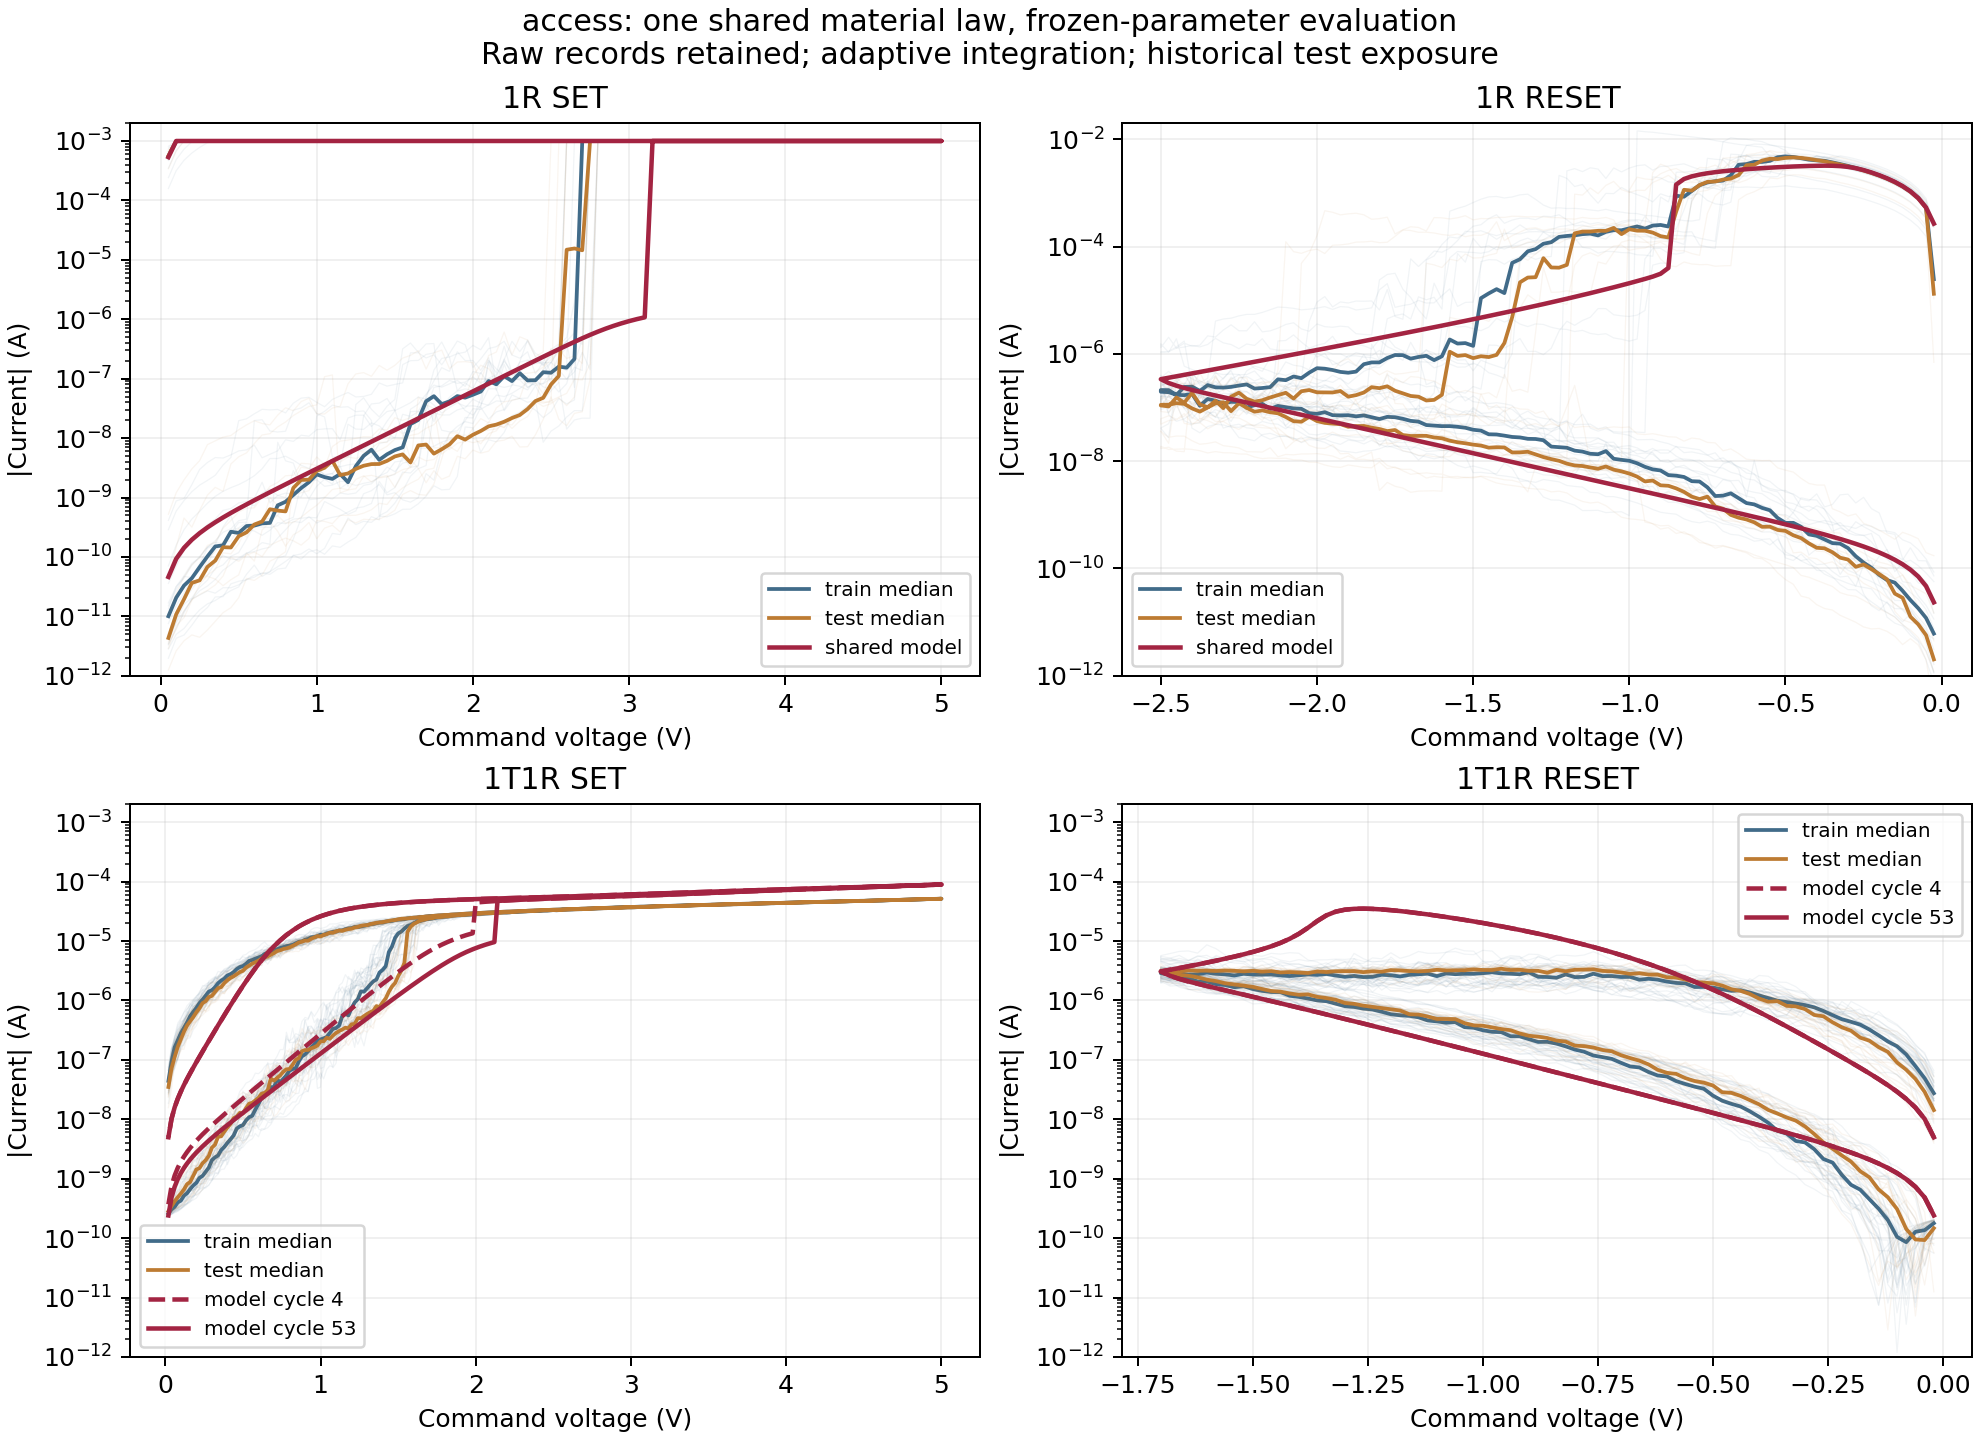 access: one shared material law, frozen-parameter evaluation
Raw records retained; adaptive integration; historical test exposure
1R SET
|Current| (A)
10⁻³
10⁻⁴
10⁻⁵
10⁻⁶
10⁻⁷
10⁻⁸
10⁻⁹
10⁻¹⁰
10⁻¹¹
10⁻¹²
0 1 2 3 4 5
Command voltage (V)
train median
test median
shared model
1R RESET
|Current| (A)
10⁻²
10⁻⁴
10⁻⁶
10⁻⁸
10⁻¹⁰
10⁻¹²
−2.5 −2.0 −1.5 −1.0 −0.5 0.0
Command voltage (V)
train median
test median
shared model
1T1R SET
|Current| (A)
10⁻³
10⁻⁴
10⁻⁵
10⁻⁶
10⁻⁷
10⁻⁸
10⁻⁹
10⁻¹⁰
10⁻¹¹
10⁻¹²
0 1 2 3 4 5
Command voltage (V)
train median
test median
model cycle 4
model cycle 53
1T1R RESET
|Current| (A)
10⁻³
10⁻⁴
10⁻⁵
10⁻⁶
10⁻⁷
10⁻⁸
10⁻⁹
10⁻¹⁰
10⁻¹¹
10⁻¹²
−1.75 −1.50 −1.25 −1.00 −0.75 −0.50 −0.25 0.00
Command voltage (V)
train median
test median
model cycle 4
model cycle 53